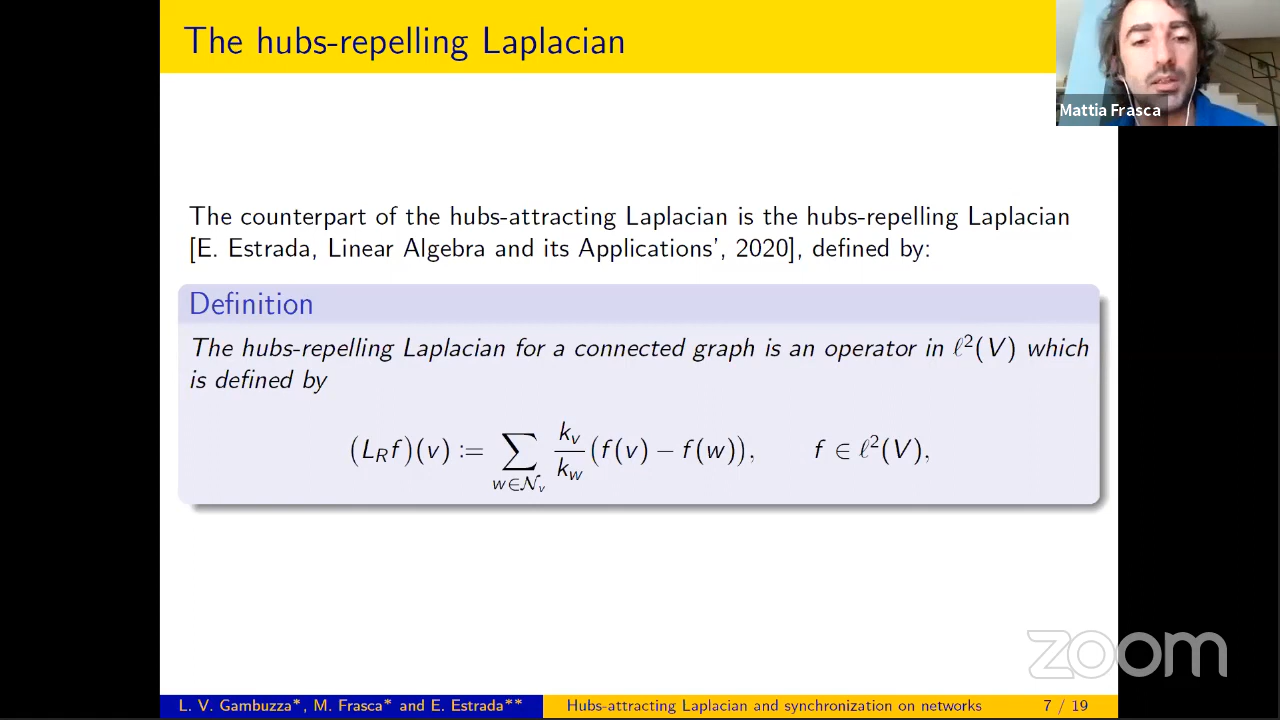 The hubs-repelling Laplacian
Mattia Frasca
The counterpart of the hubs-attracting Laplacian is the hubs-repelling Laplacian
[E. Estrada, Linear Algebra and its Applications', 2020], defined by:
Definition
The hubs-repelling Laplacian for a connected graph is an operator in ℓ²(V) which
is defined by
(L_R f)(v) := ∑_{w∈𝒩_v} k_v/k_w (f(v) − f(w)), f ∈ ℓ²(V),
zoom
L. V. Gambuzza*, M. Frasca* and E. Estrada** Hubs-attracting Laplacian and synchronization on networks 7 / 19